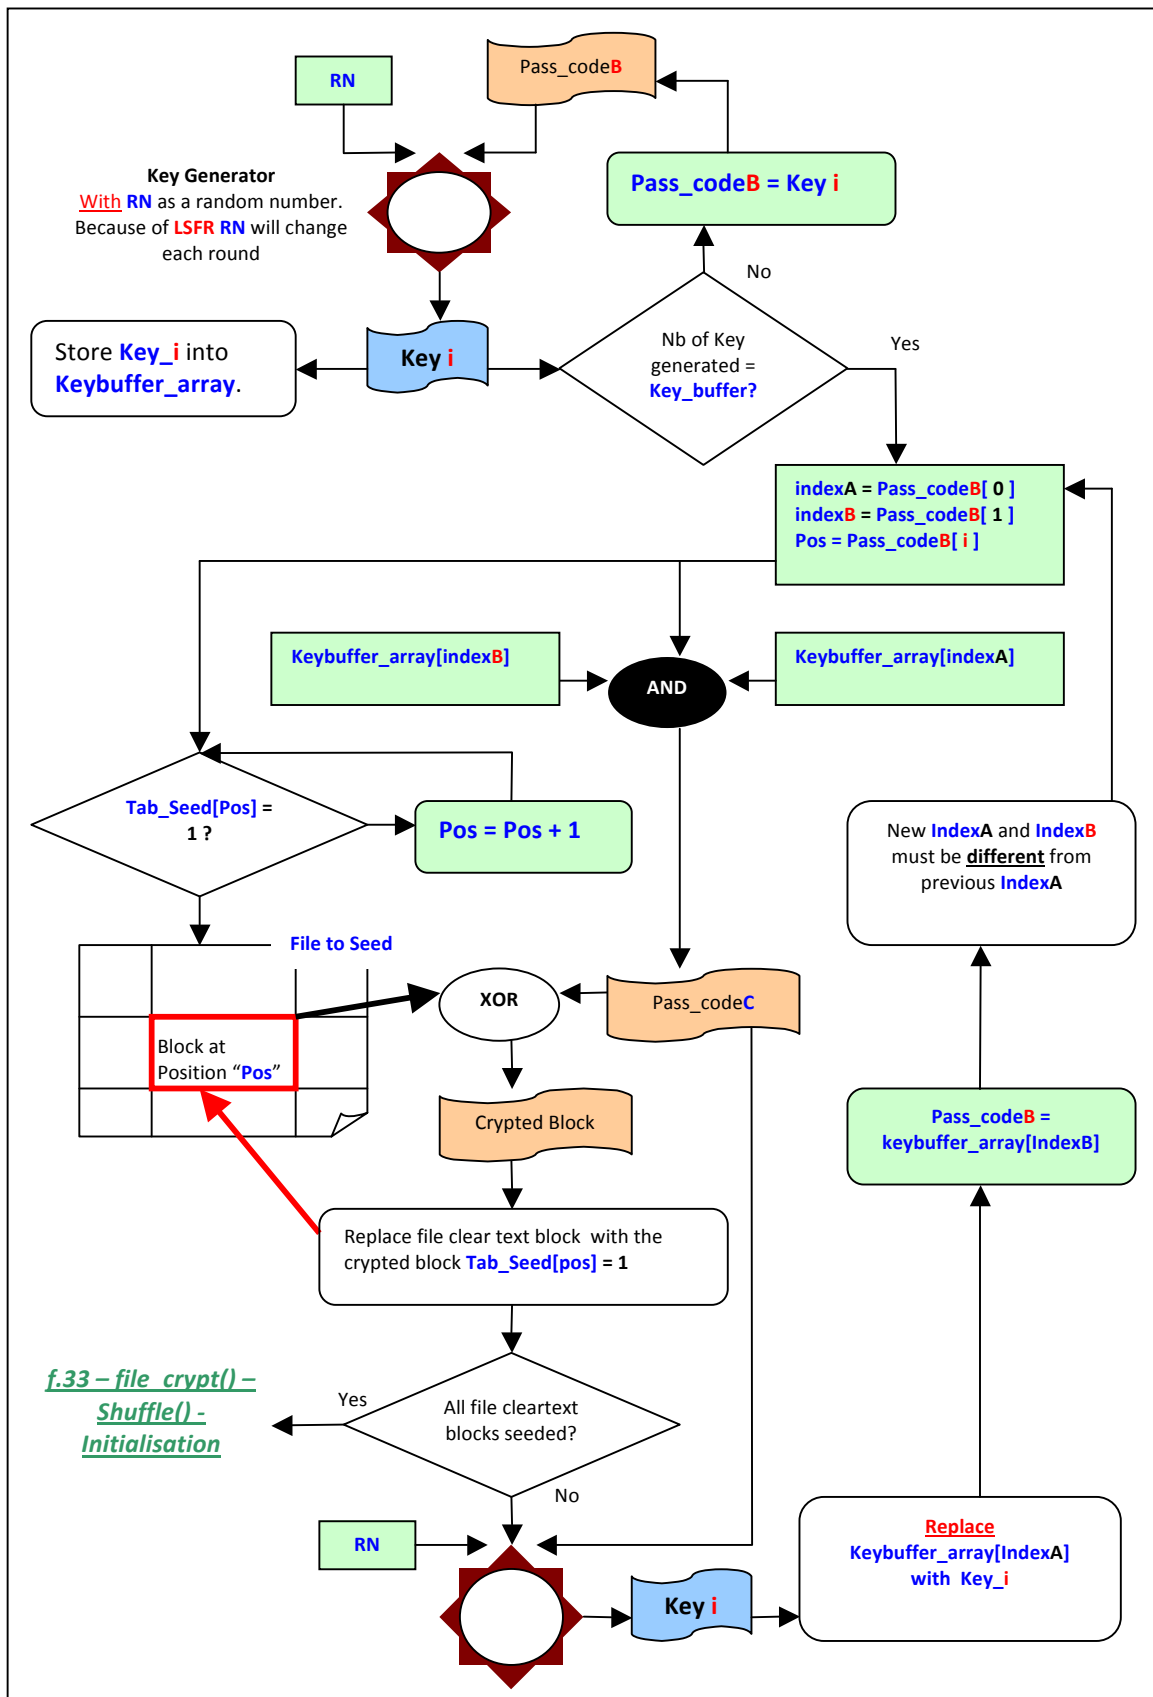 RN
Pass_codeB
Key Generator
With RN as a random number.
Because of LSFR RN will change
each round
Pass_codeB = Key i
No
Store Key_i into
Keybuffer_array.
Key i
Nb of Key
generated =
Key_buffer?
Yes
indexA = Pass_codeB[ 0 ]
indexB = Pass_codeB[ 1 ]
Pos = Pass_codeB[ i ]
Keybuffer_array[indexB]
AND
Keybuffer_array[indexA]
Tab_Seed[Pos] =
1 ?
Pos = Pos + 1
New IndexA and IndexB
must be different from
previous IndexA
File to Seed
XOR
Pass_codeC
Block at
Position “Pos”
Crypted Block
Pass_codeB =
keybuffer_array[IndexB]
Replace file clear text block  with the
crypted block Tab_Seed[pos] = 1
f.33 – file_crypt() –
Shuffle() -
Initialisation
Yes
All file cleartext
blocks seeded?
No
RN
Key i
Replace
Keybuffer_array[IndexA]
with  Key_i